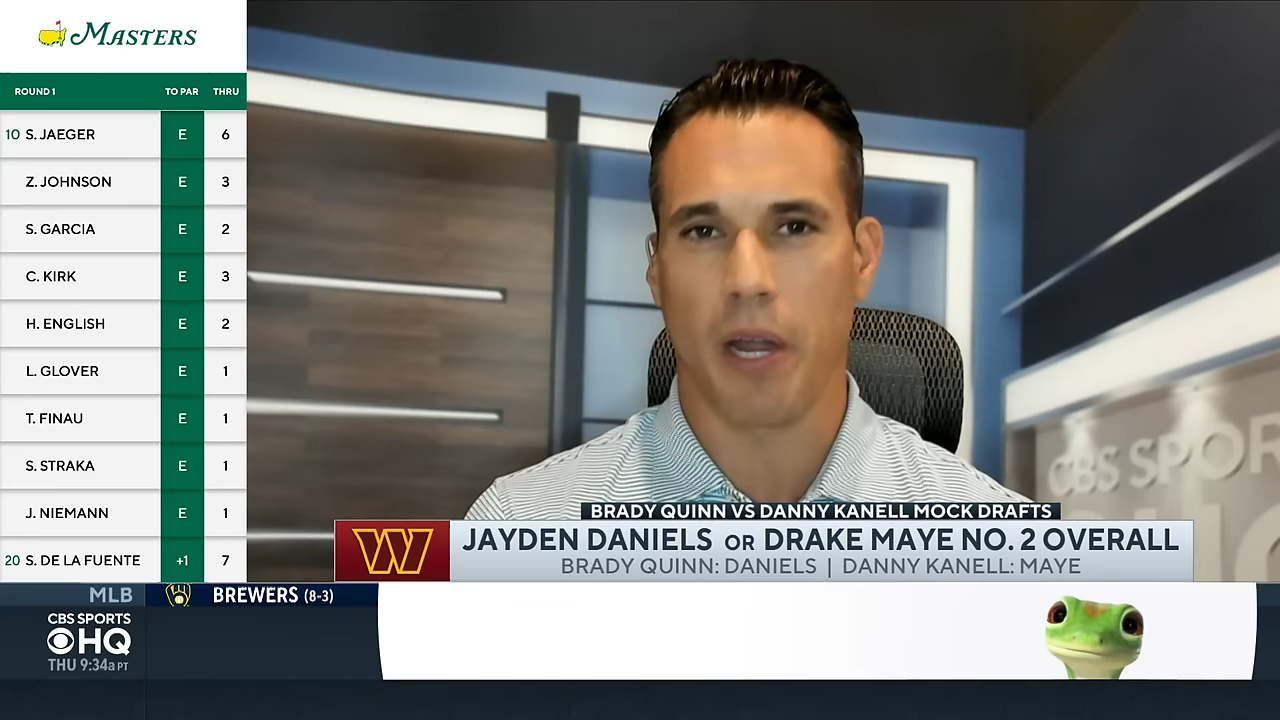 MASTERS
ROUND 1 TO PAR THRU
10 S. JAEGER E 6
Z. JOHNSON E 3
S. GARCIA E 2
C. KIRK E 3
H. ENGLISH E 2
L. GLOVER E 1
T. FINAU E 1
S. STRAKA E 1
J. NIEMANN E 1
20 S. DE LA FUENTE +1 7
CBS SPOR
BRADY QUINN VS DANNY KANELL MOCK DRAFTS
W JAYDEN DANIELS OR DRAKE MAYE NO. 2 OVERALL
BRADY QUINN: DANIELS | DANNY KANELL: MAYE
MLB BREWERS (8-3)
CBS SPORTS
HQ
THU 9:34a PT